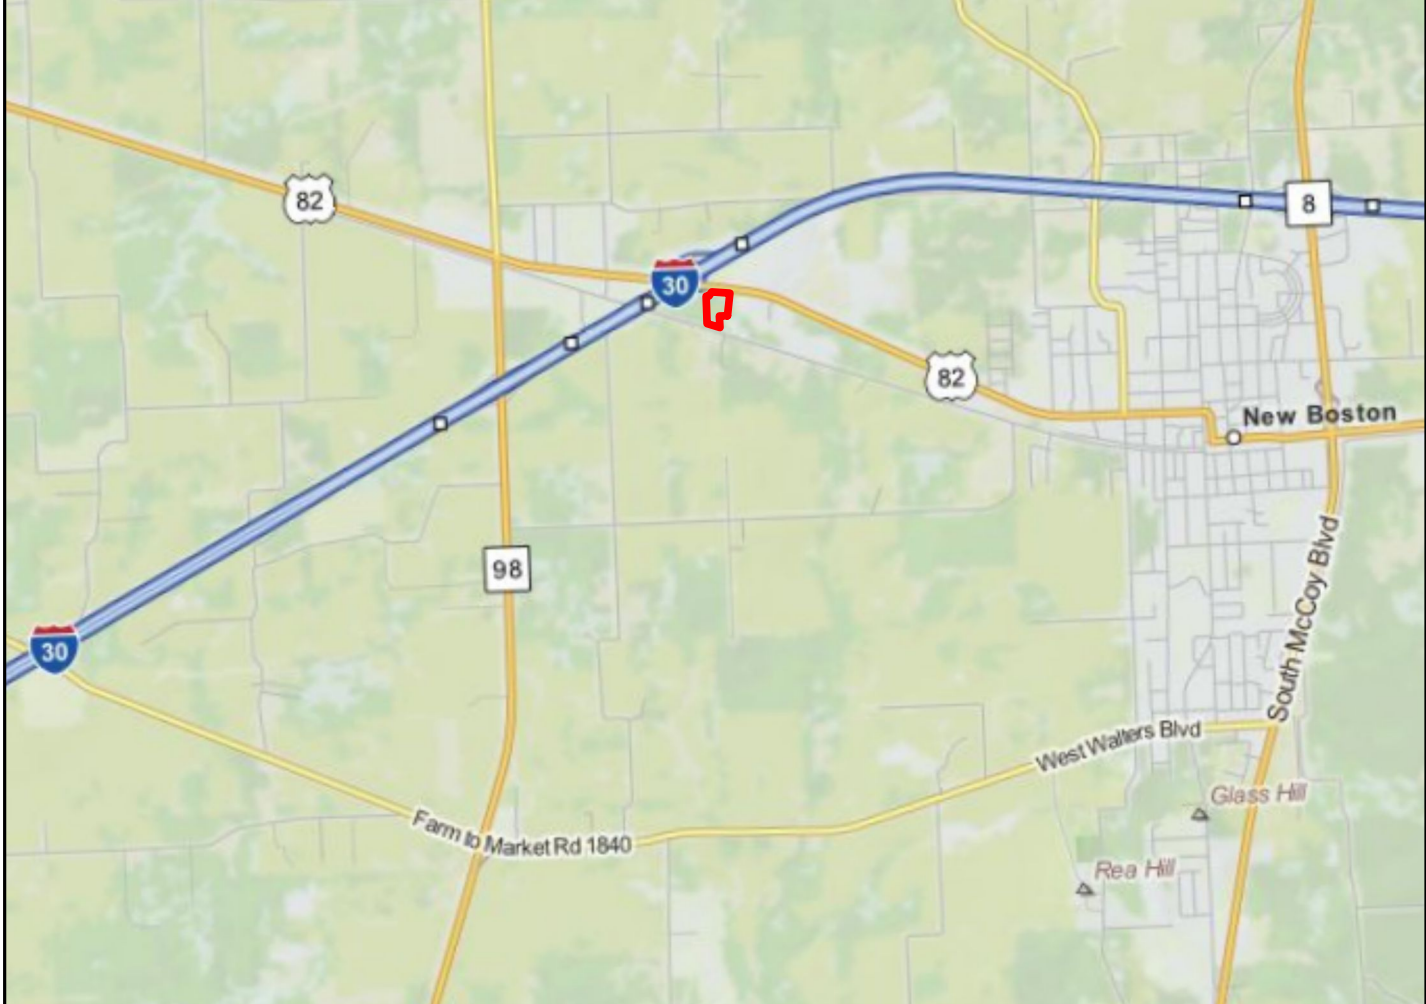 82
8
30
82
New Boston
98
South McCoy Blvd
30
West Walters Blvd
Glass Hill
Farm to Market Rd 1840
Rea Hill